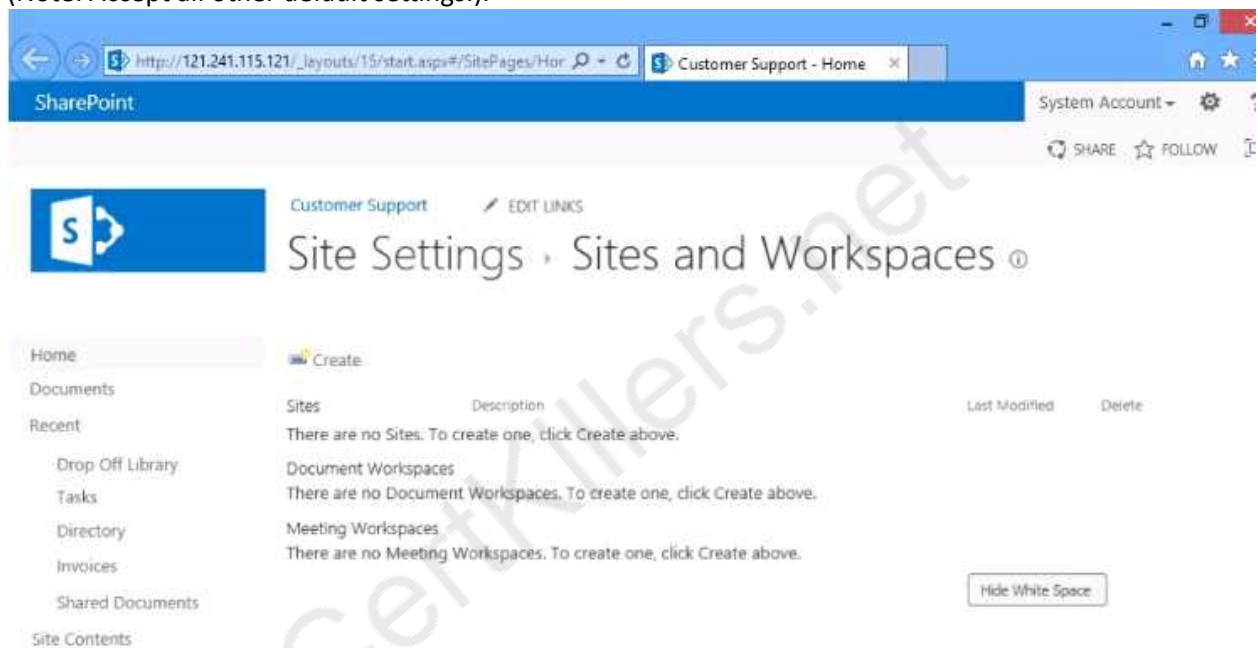 (Note: Accept all other default settings.).
http://121.241.115.121/_layouts/15/start.aspx#/SitePages/Hor
Customer Support - Home
SharePoint
System Account
SHARE FOLLOW
S
Customer Support EDIT LINKS
Site Settings › Sites and Workspaces
Home
Create
Documents
Sites Description Last Modified Delete
Recent
There are no Sites. To create one, click Create above.
Drop Off Library
Document Workspaces
Tasks
There are no Document Workspaces. To create one, click Create above.
Directory
Meeting Workspaces
There are no Meeting Workspaces. To create one, click Create above.
Invoices
Hide White Space
Shared Documents
Site Contents
CertKillers.net